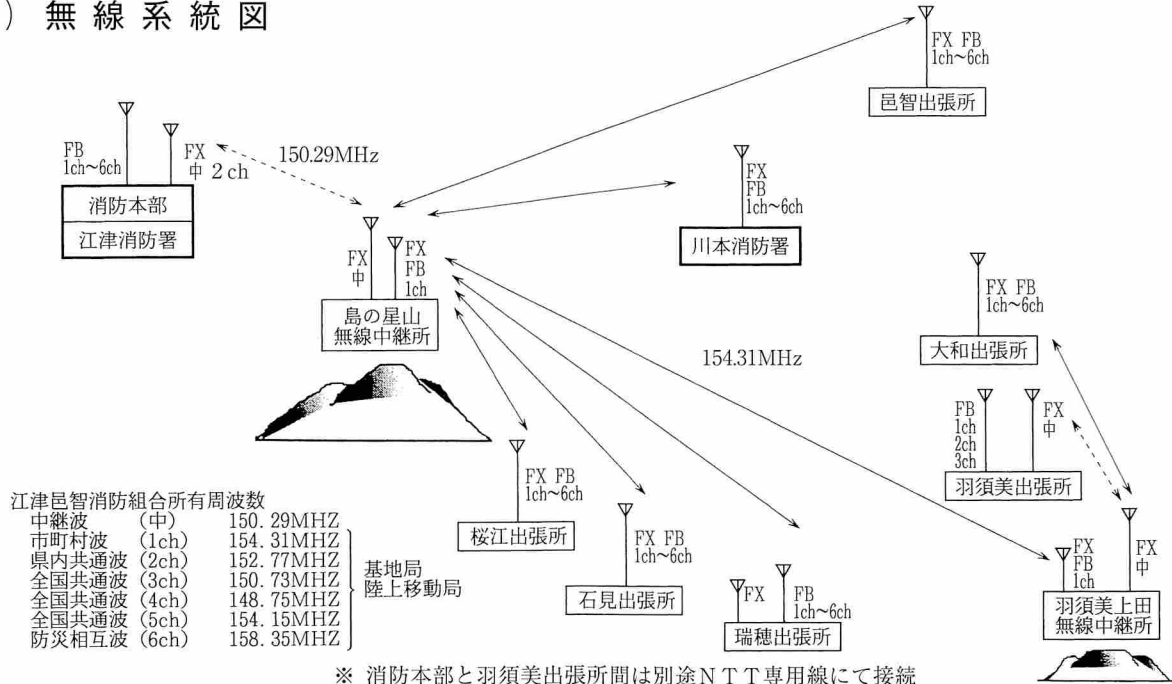 ) 無線系統図
FX FB
1ch~6ch
邑智出張所
FB
1ch~6ch
FX
中 2ch
150.29MHz
消防本部
江津消防署
FX
FB
1ch~6ch
川本消防署
FX
中
FX
FB
1ch
島の星山
無線中継所
FX FB
1ch~6ch
大和出張所
154.31MHz
FB
1ch
2ch
3ch
FX
中
羽須美出張所
FX FB
1ch~6ch
桜江出張所
FX FB
1ch~6ch
石見出張所
FX
FB
1ch~6ch
瑞穂出張所
FX
FB
1ch
FX
中
羽須美上田
無線中継所
江津邑智消防組合所有周波数
中継波 (中) 150.29MHZ
市町村波 (1ch) 154.31MHZ
県内共通波 (2ch) 152.77MHZ
全国共通波 (3ch) 150.73MHZ
全国共通波 (4ch) 148.75MHZ
全国共通波 (5ch) 154.15MHZ
防災相互波 (6ch) 158.35MHZ
基地局
陸上移動局
※ 消防本部と羽須美出張所間は別途NTT専用線にて接続